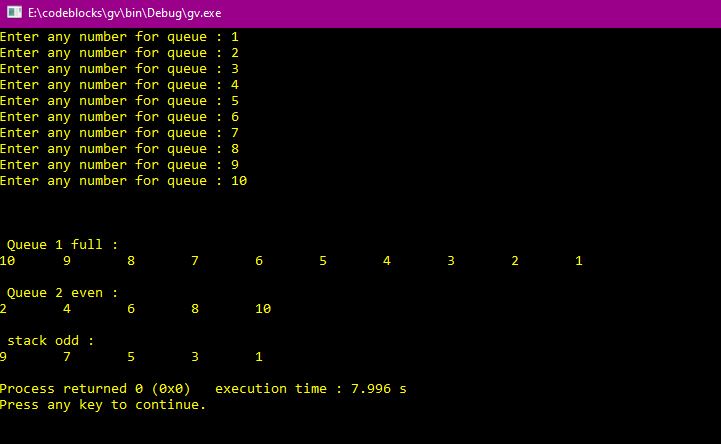 E:\codeblocks\gv\bin\Debug\gv.exe
Enter any number for queue : 1
Enter any number for queue : 2
Enter any number for queue : 3
Enter any number for queue : 4
Enter any number for queue : 5
Enter any number for queue : 6
Enter any number for queue : 7
Enter any number for queue : 8
Enter any number for queue : 9
Enter any number for queue : 10
Queue 1 full :
10 9 8 7 6 5 4 3 2 1
Queue 2 even :
2 4 6 8 10
stack odd :
9 7 5 3 1
Process returned 0 (0x0) execution time : 7.996 s
Press any key to continue.